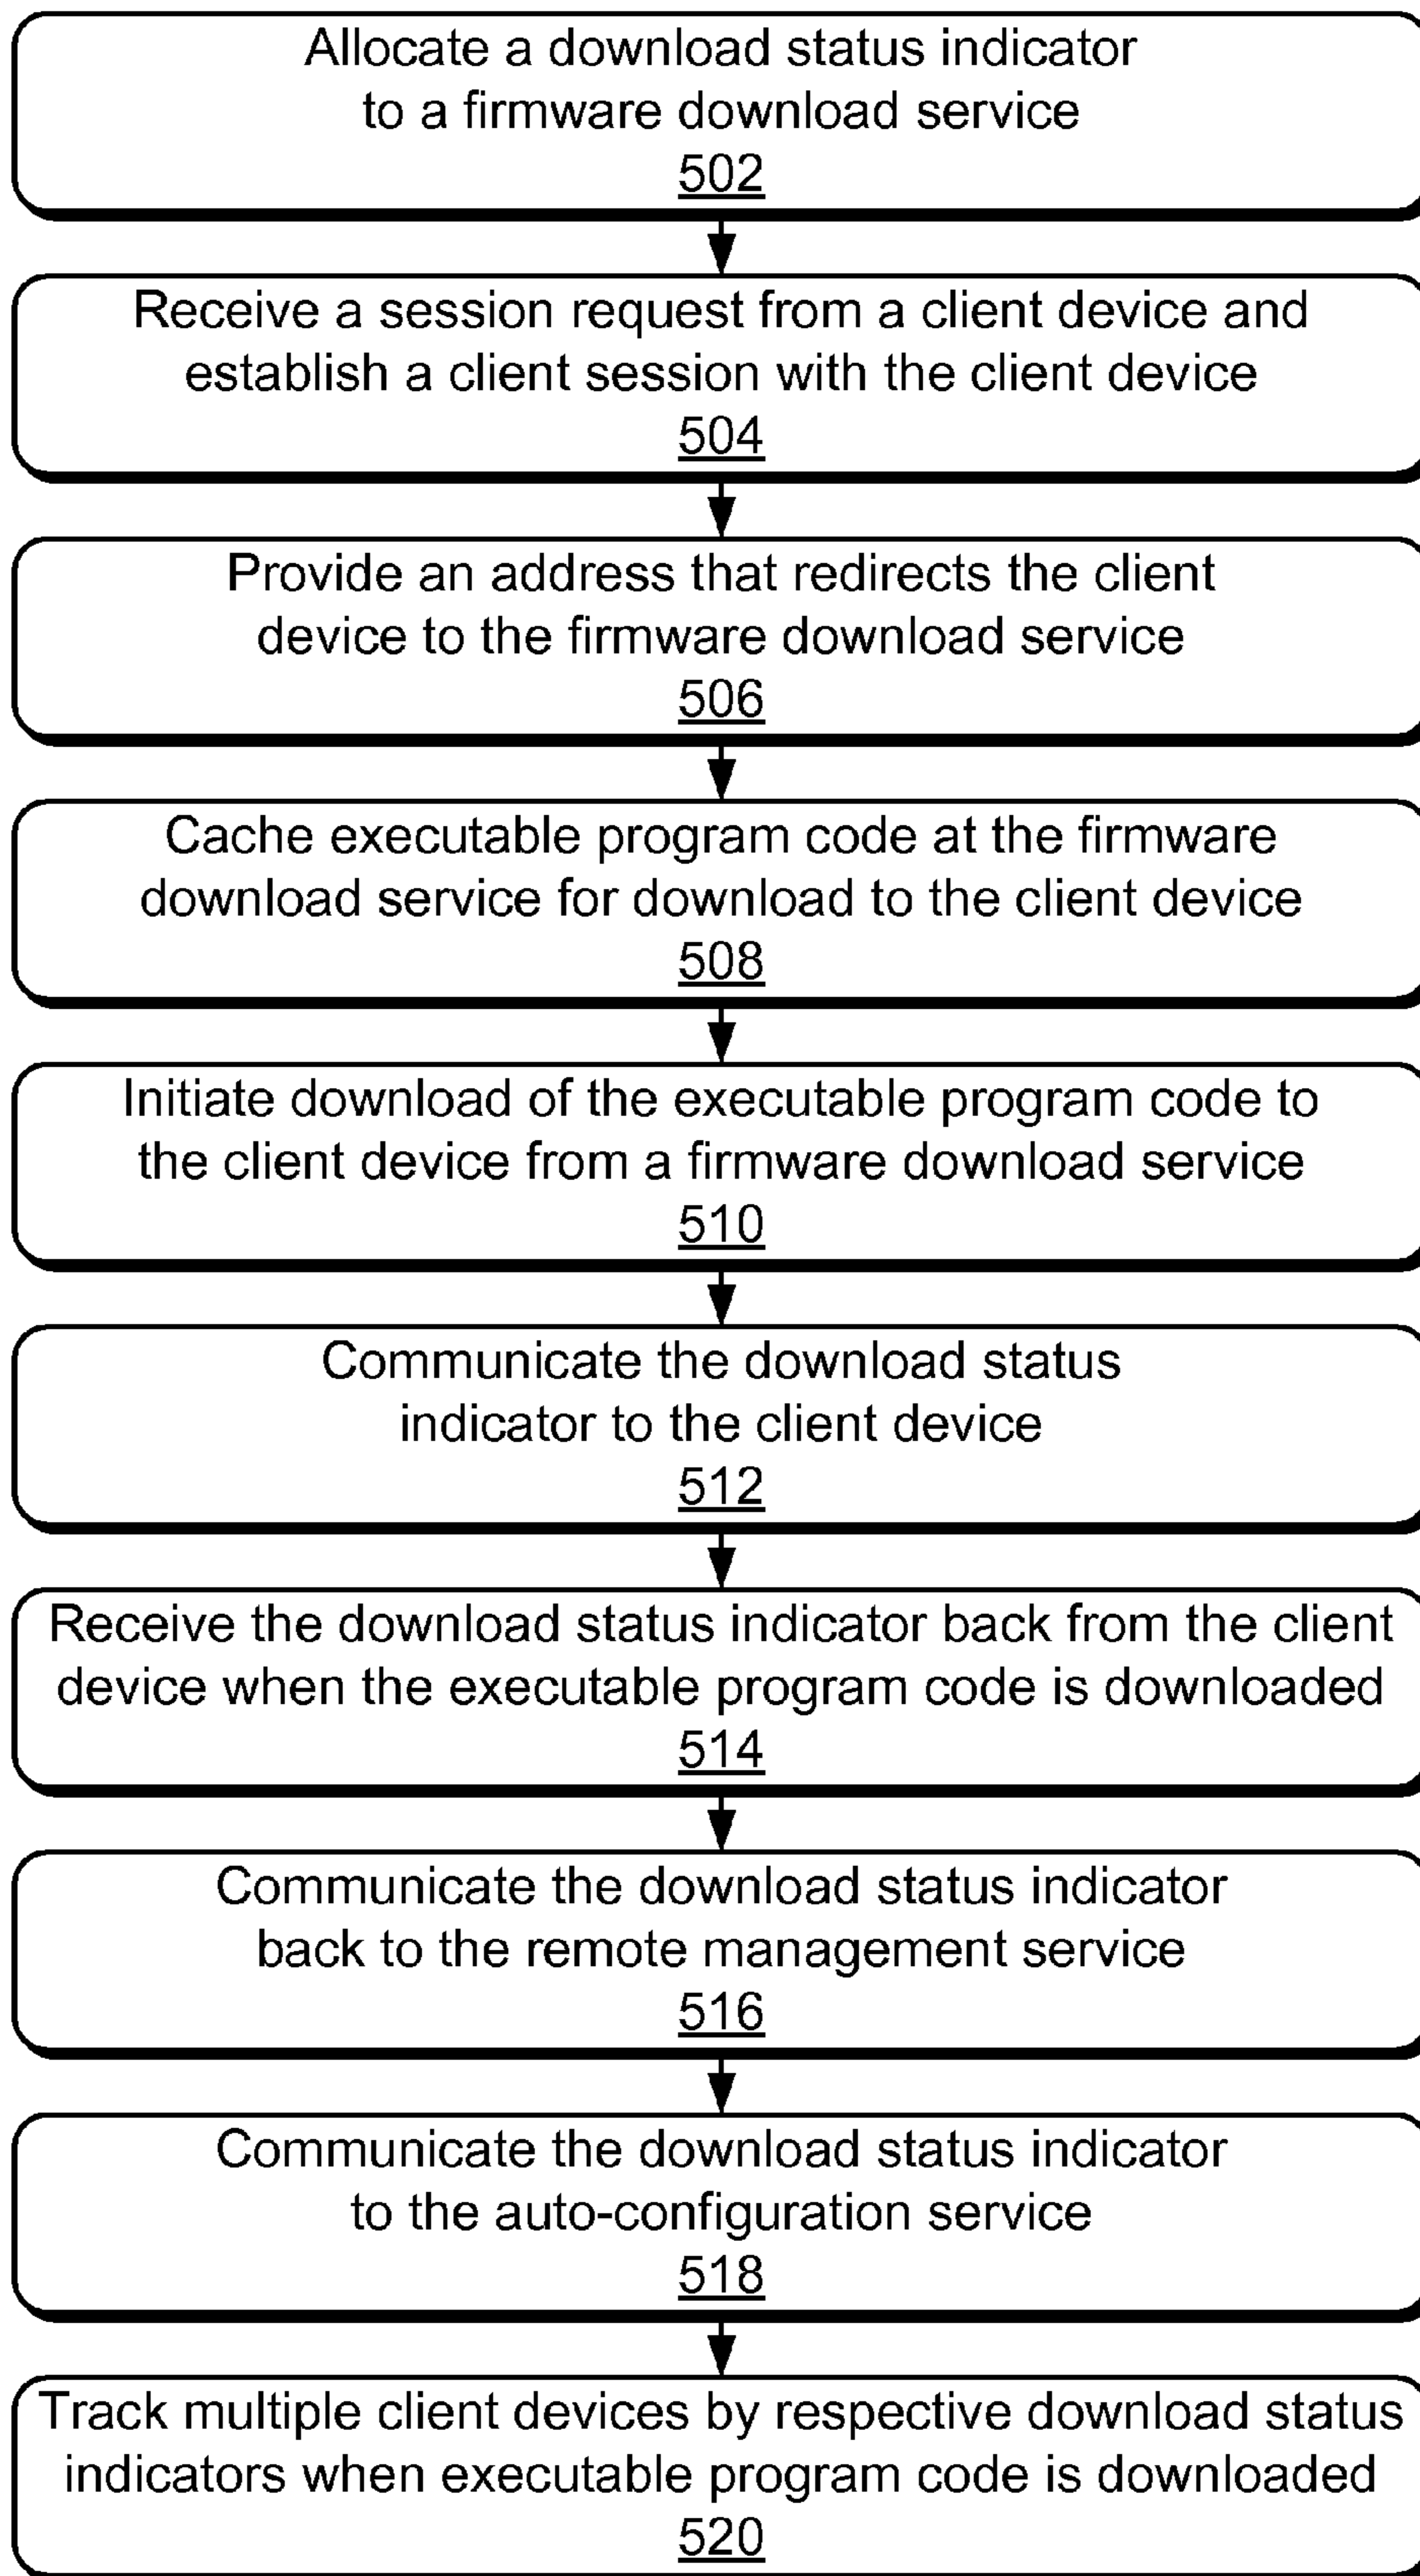 Allocate a download status indicator
to a firmware download service
502
Receive a session request from a client device and
establish a client session with the client device
504
Provide an address that redirects the client
device to the firmware download service
506
Cache executable program code at the firmware
download service for download to the client device
508
Initiate download of the executable program code to
the client device from a firmware download service
510
Communicate the download status
indicator to the client device
512
Receive the download status indicator back from the client
device when the executable program code is downloaded
514
Communicate the download status indicator
back to the remote management service
516
Communicate the download status indicator
to the auto-configuration service
518
Track multiple client devices by respective download status
indicators when executable program code is downloaded
520